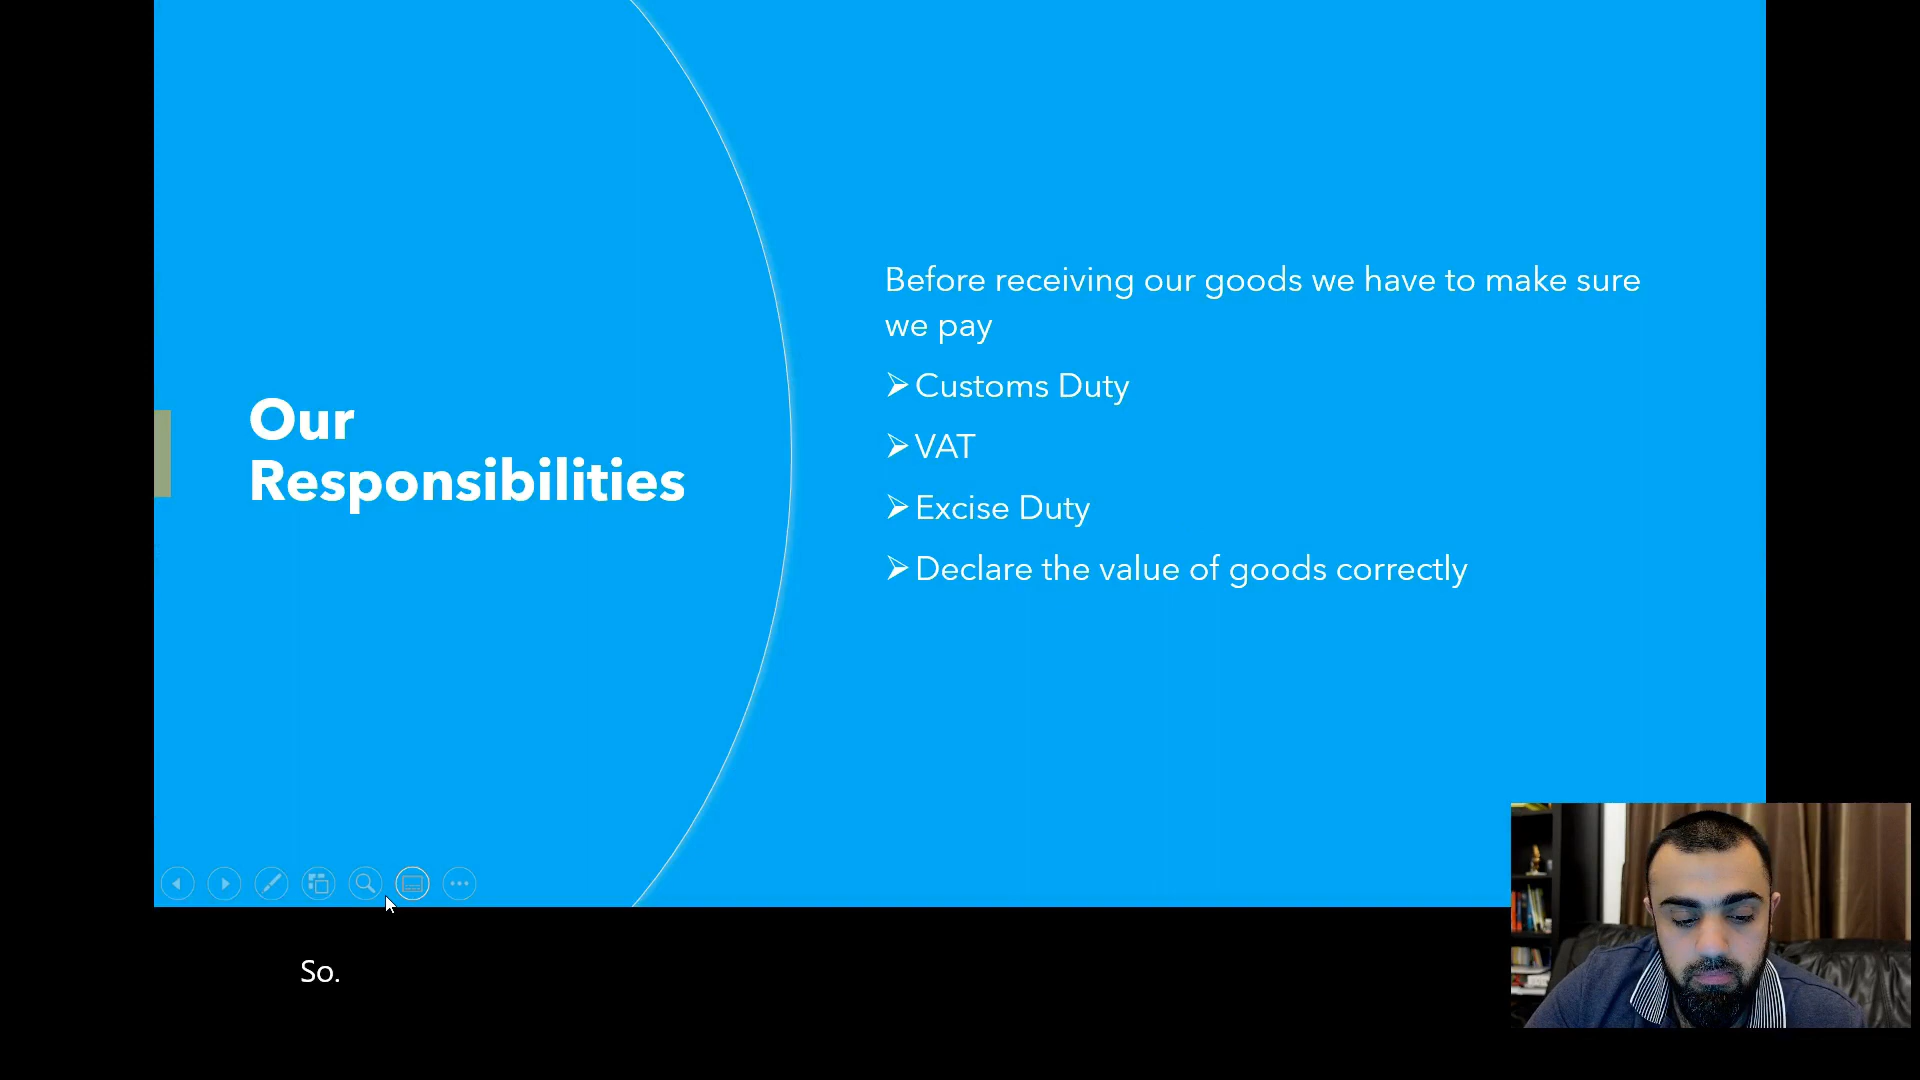 Our
Responsibilities
Before receiving our goods we have to make sure
we pay
➢ Customs Duty
➢ VAT
➢ Excise Duty
➢ Declare the value of goods correctly
So.